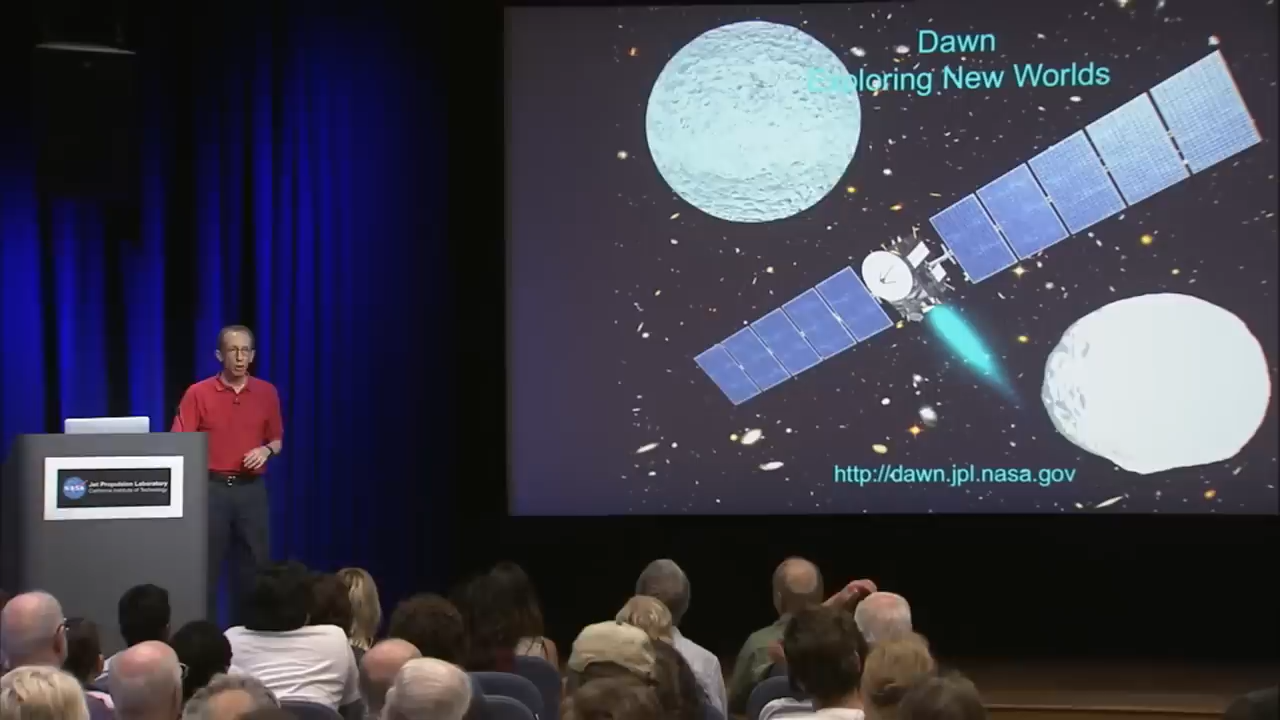 Dawn
Exploring New Worlds
http://dawn.jpl.nasa.gov
NASA
Jet Propulsion Laboratory
California Institute of Technology